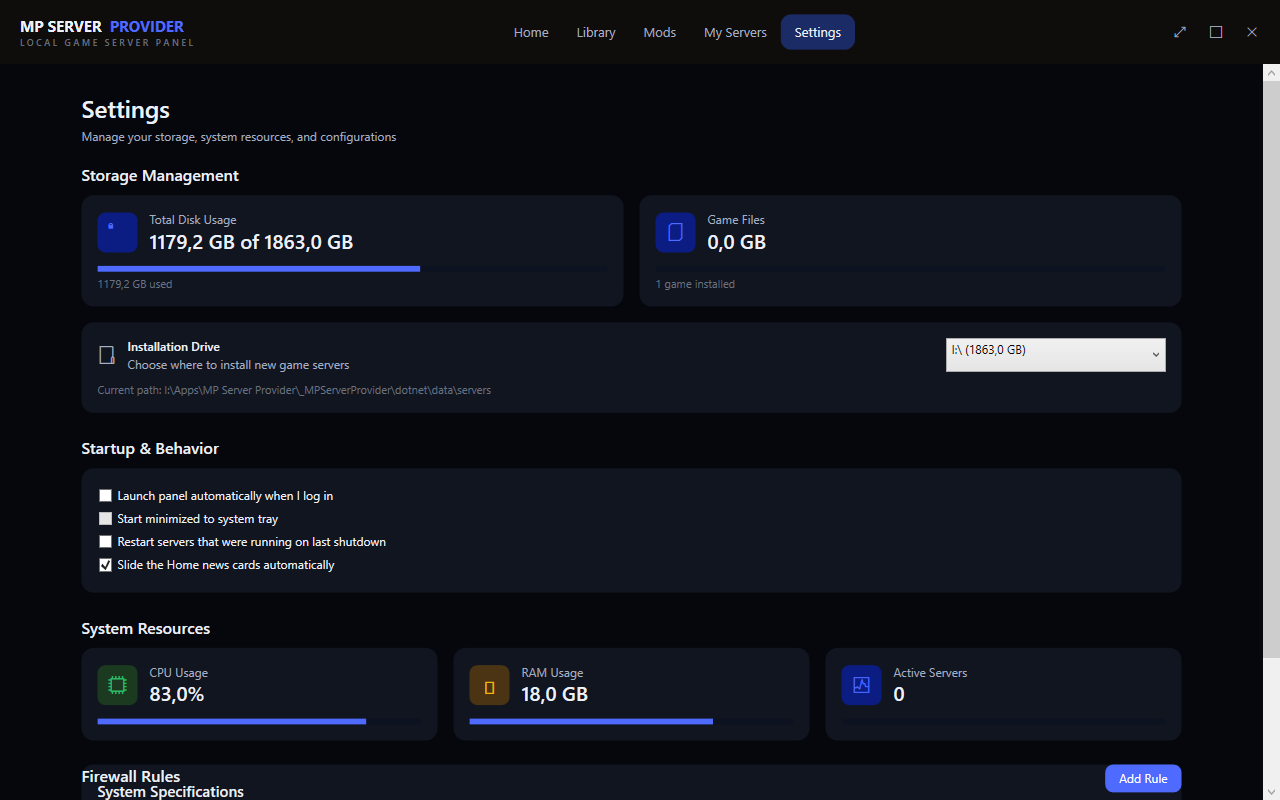 MP SERVER PROVIDER
LOCAL GAME SERVER PANEL
Home
Library
Mods
My Servers
Settings
Settings
Manage your storage, system resources, and configurations
Storage Management
Total Disk Usage
1179,2 GB of 1863,0 GB
1179,2 GB used
Game Files
0,0 GB
1 game installed
Installation Drive
Choose where to install new game servers
I:\ (1863,0 GB)
Current path: I:\Apps\MP Server Provider\_MPServerProvider\dotnet\data\servers
Startup & Behavior
Launch panel automatically when I log in
Start minimized to system tray
Restart servers that were running on last shutdown
Slide the Home news cards automatically
System Resources
CPU Usage
83,0%
RAM Usage
18,0 GB
Active Servers
0
Firewall Rules
Add Rule
System Specifications